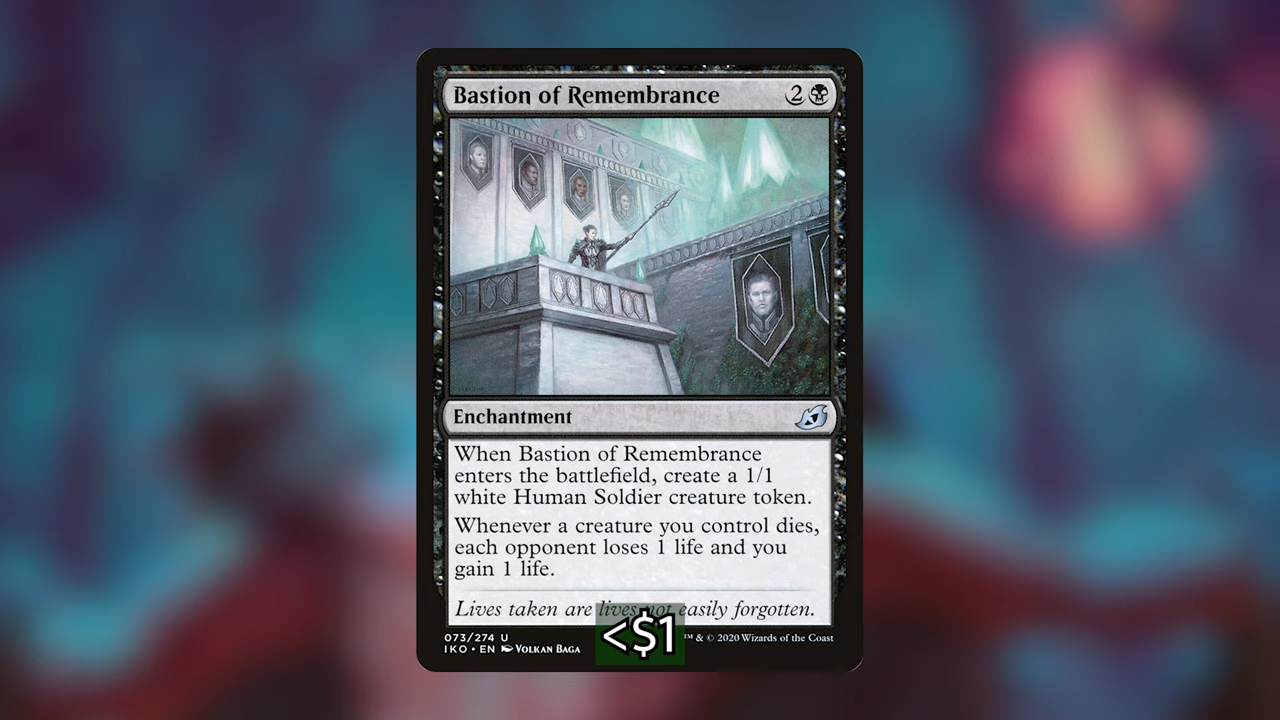 Bastion of Remembrance 2
Enchantment
When Bastion of Remembrance
enters the battlefield, create a 1/1
white Human Soldier creature token.
Whenever a creature you control dies,
each opponent loses 1 life and you
gain 1 life.
Lives taken are lives not easily forgotten.
073/274 U
IKO • EN VOLKAN BAGA
<$1
™ & © 2020 Wizards of the Coast